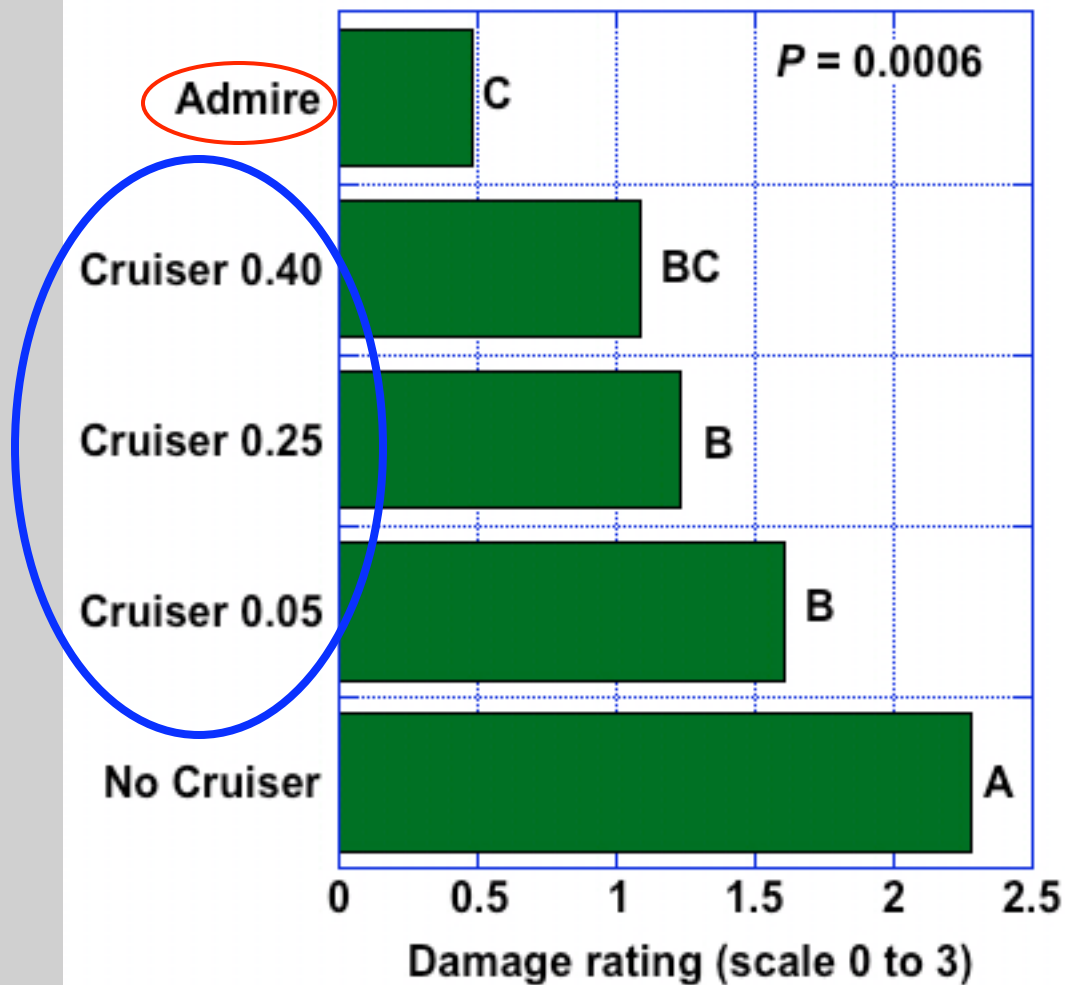 P = 0.0006
Admire C
Cruiser 0.40 BC
Cruiser 0.25 B
Cruiser 0.05 B
No Cruiser A
0 0.5 1 1.5 2 2.5
Damage rating (scale 0 to 3)